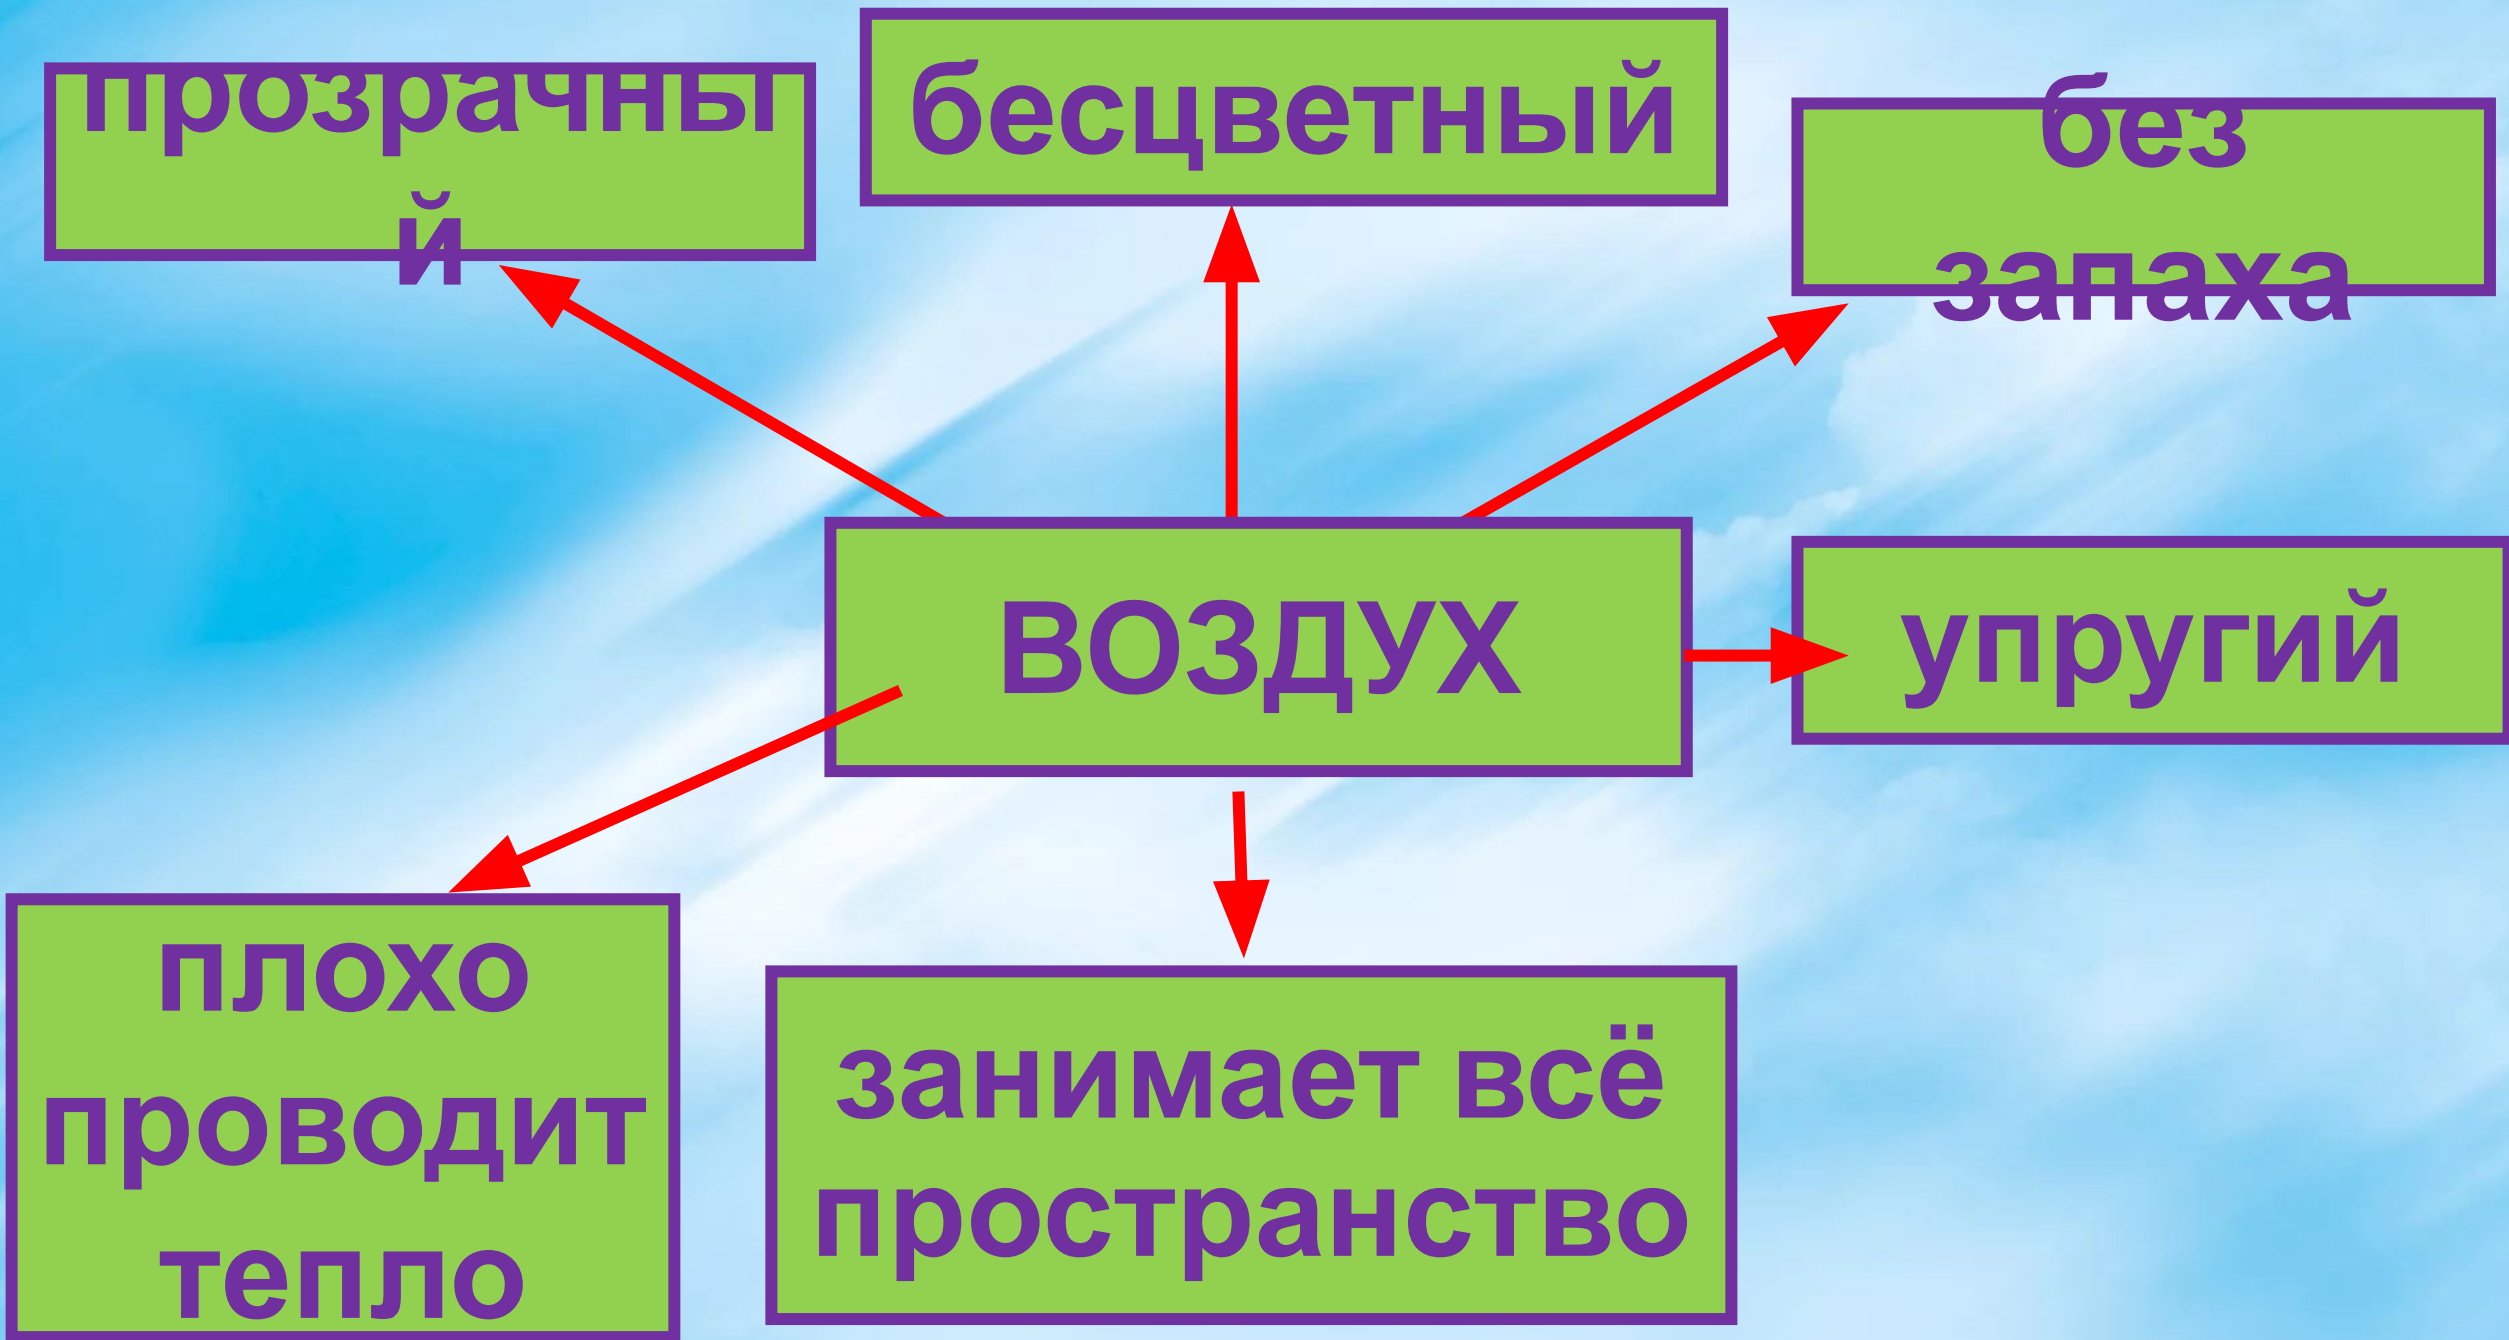 прозрачны
й
бесцветный
без
запаха
ВОЗДУХ
упругий
плохо
проводит
тепло
занимает всё
пространство